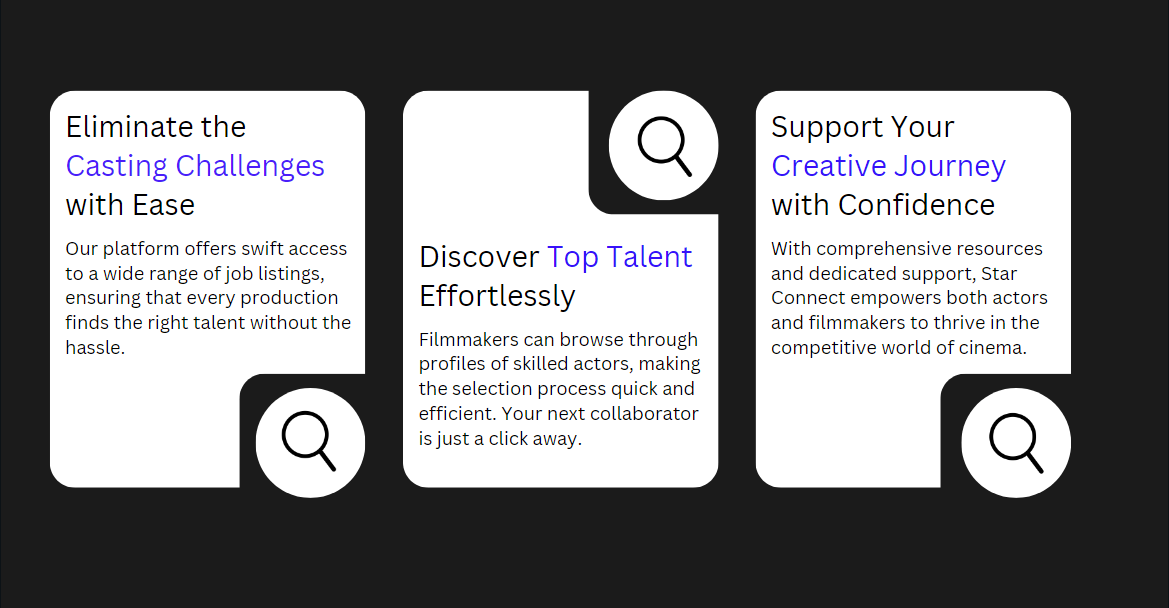 Eliminate the
Casting Challenges
with Ease
Our platform offers swift access
to a wide range of job listings,
ensuring that every production
finds the right talent without the
hassle.
Discover Top Talent
Effortlessly
Filmmakers can browse through
profiles of skilled actors, making
the selection process quick and
efficient. Your next collaborator
is just a click away.
Support Your
Creative Journey
with Confidence
With comprehensive resources
and dedicated support, Star
Connect empowers both actors
and filmmakers to thrive in the
competitive world of cinema.